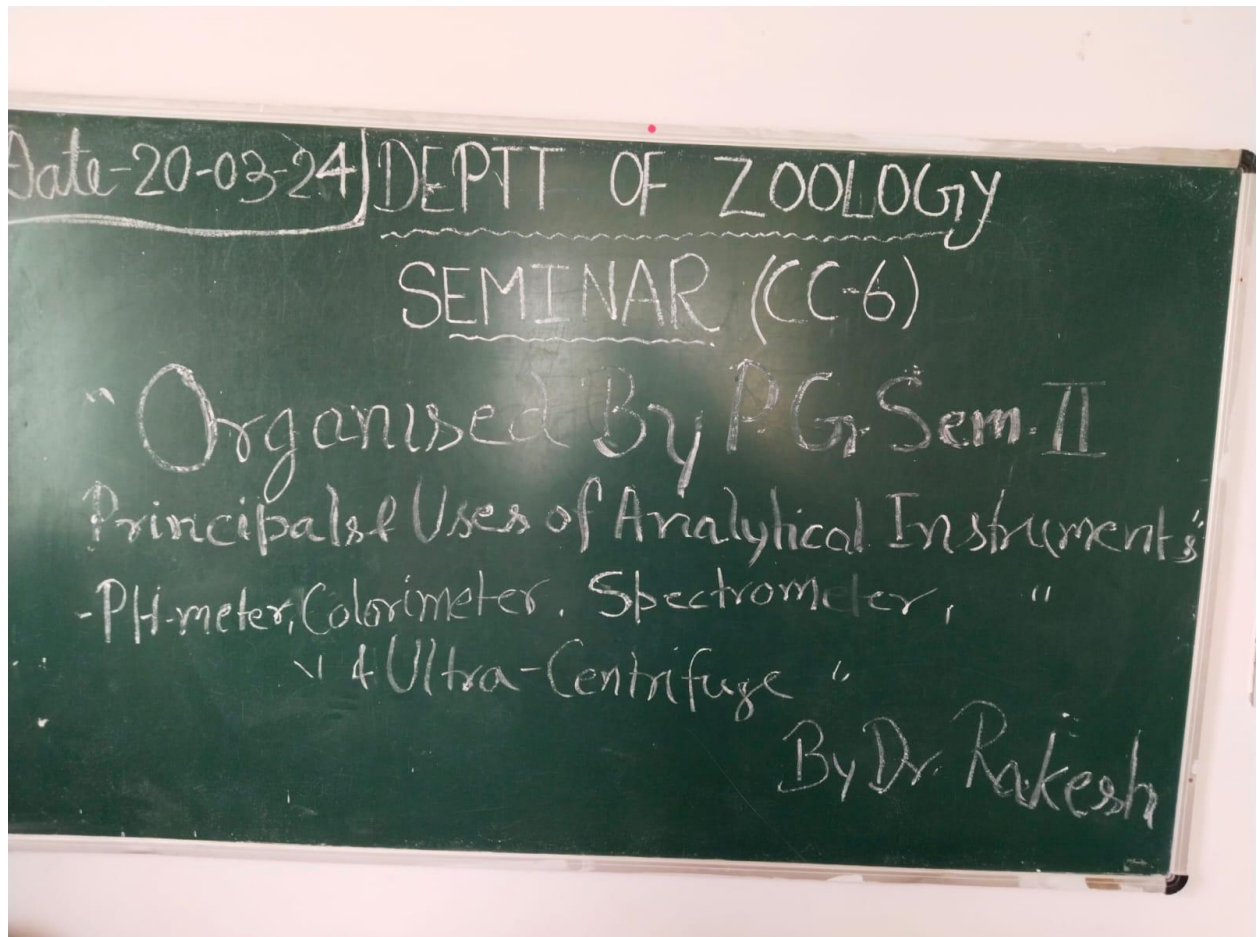 Date-20-03-24 DEPTT OF ZOOLOGY
SEMINAR (CC-6)
"Organised By P.G Sem. II
Principals & Uses of Analytical Instruments"
-PH-meter, Colorimeter. Spectrometer, "
" & Ultra-Centrifuge "
By Dr. Rakesh